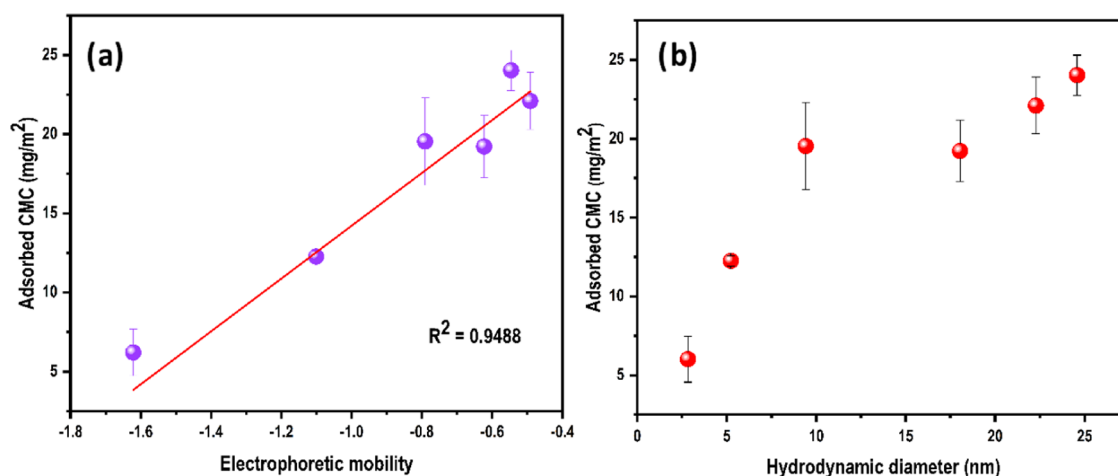 (a)
Adsorbed CMC (mg/m²)
25
20
15
10
5
R² = 0.9488
-1.8 -1.6 -1.4 -1.2 -1.0 -0.8 -0.6 -0.4
Electrophoretic mobility
(b)
Adsorbed CMC (mg/m²)
25
20
15
10
5
0 5 10 15 20 25
Hydrodynamic diameter (nm)